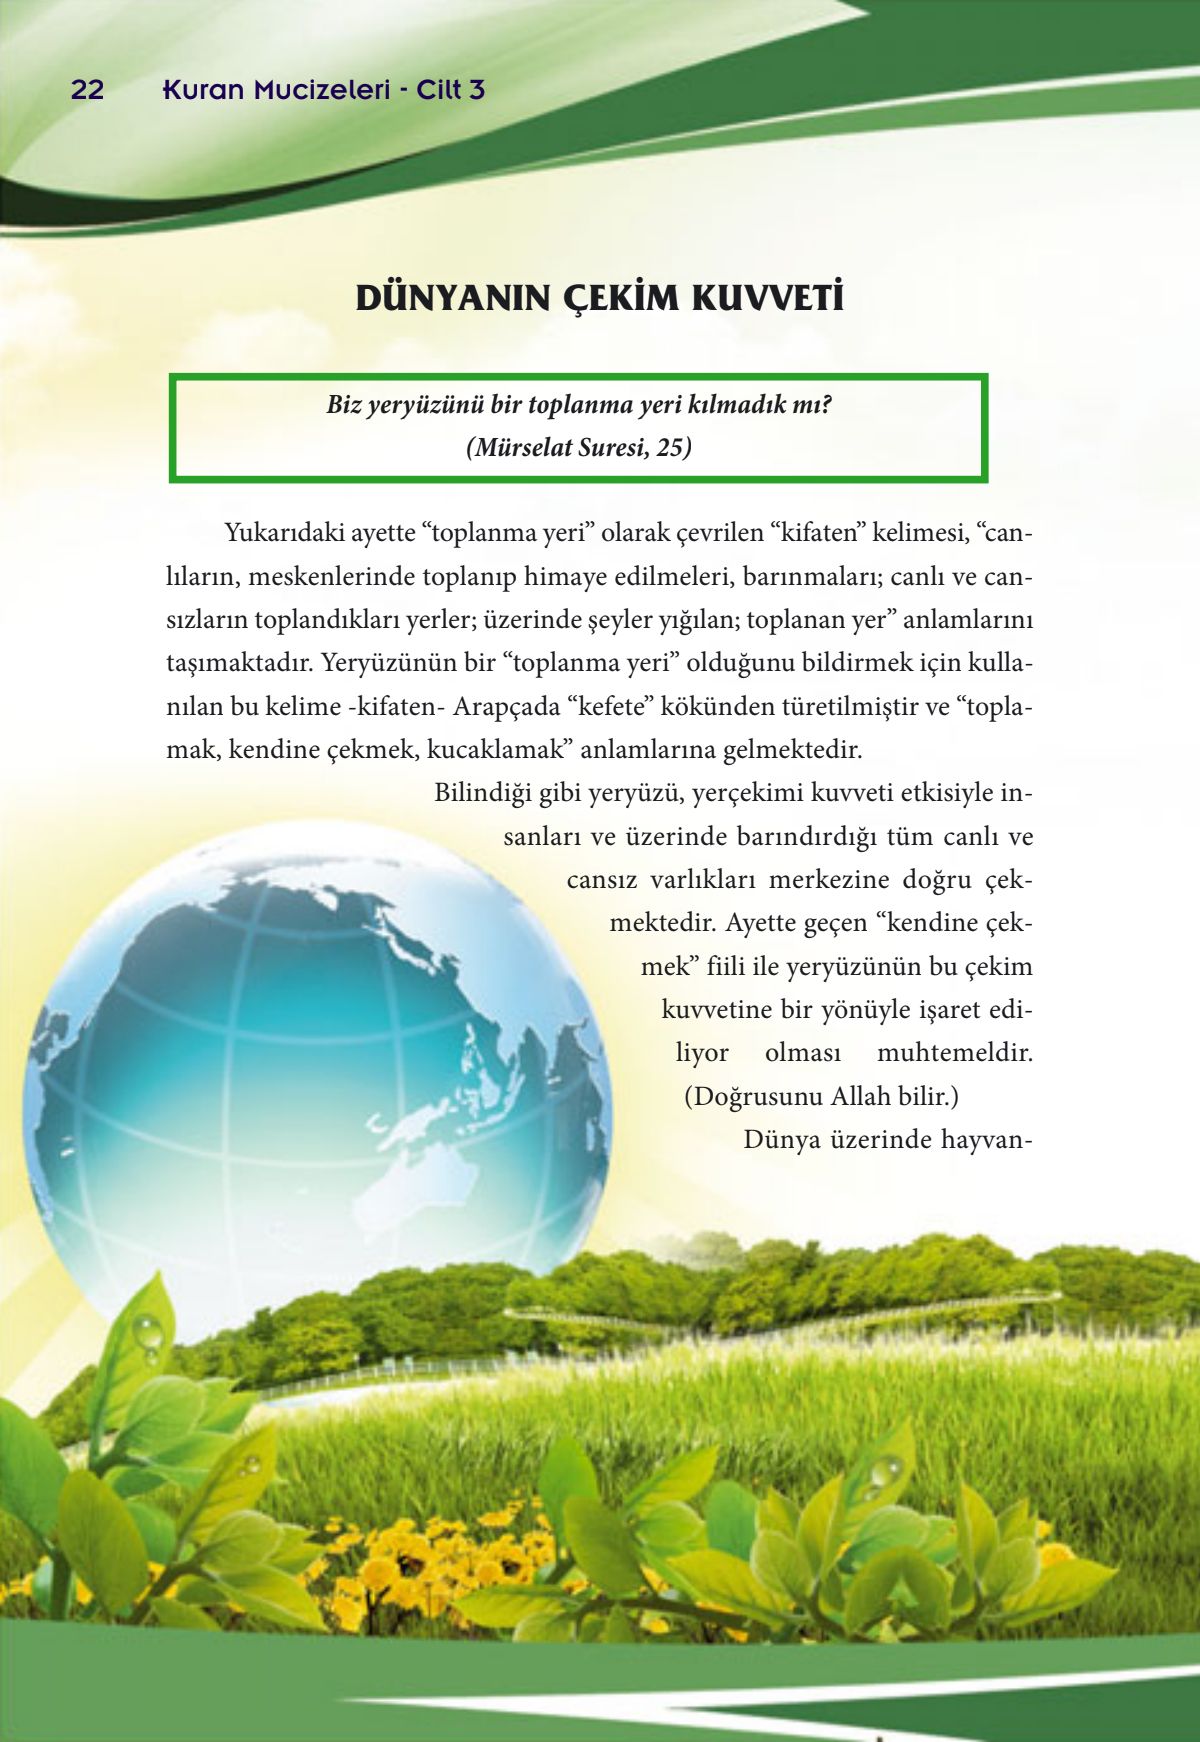 22 Kuran Mucizeleri - Cilt 3
DÜNYANIN ÇEKİM KUVVETİ
Biz yeryüzünü bir toplanma yeri kılmadık mı?
(Mürselat Suresi, 25)
Yukarıdaki ayette “toplanma yeri” olarak çevrilen “kifaten” kelimesi, “can-
lıların, meskenlerinde toplanıp himaye edilmeleri, barınmaları; canlı ve can-
sızların toplandıkları yerler; üzerinde şeyler yığılan; toplanan yer” anlamlarını
taşımaktadır. Yeryüzünün bir “toplanma yeri” olduğunu bildirmek için kulla-
nılan bu kelime -kifaten- Arapçada “kefete” kökünden türetilmiştir ve “topla-
mak, kendine çekmek, kucaklamak” anlamlarına gelmektedir.
Bilindiği gibi yeryüzü, yerçekimi kuvveti etkisiyle in-
sanları ve üzerinde barındırdığı tüm canlı ve
cansız varlıkları merkezine doğru çek-
mektedir. Ayette geçen “kendine çek-
mek” fiili ile yeryüzünün bu çekim
kuvvetine bir yönüyle işaret edi-
liyor olması muhtemeldir.
(Doğrusunu Allah bilir.)
Dünya üzerinde hayvan-